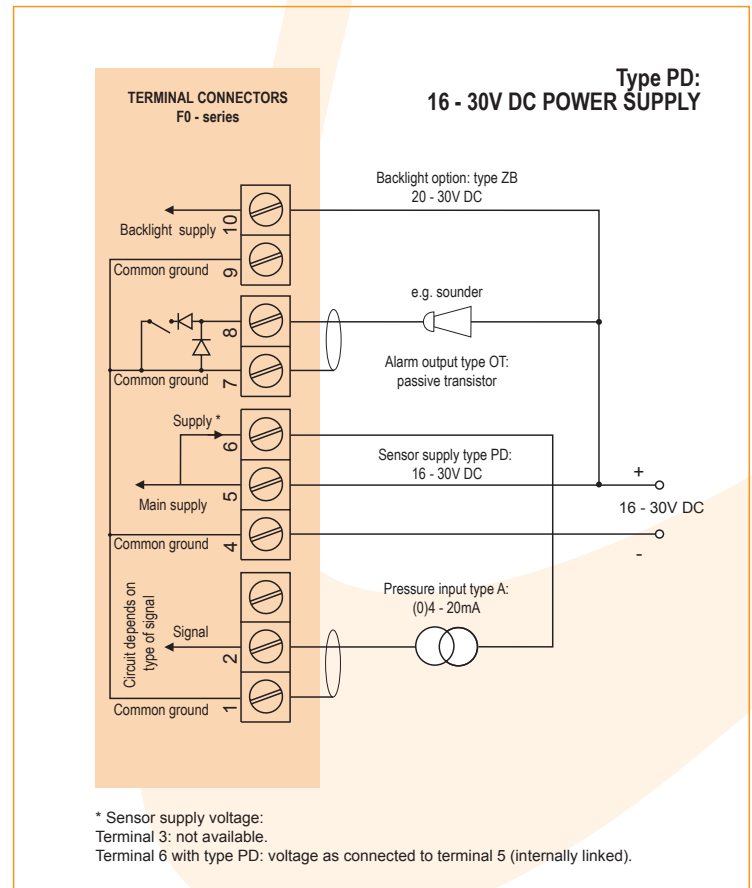 Type PD:
16 - 30V DC POWER SUPPLY
TERMINAL CONNECTORS
F0 - series
Backlight option: type ZB
20 - 30V DC
10
Backlight supply
9
Common ground
e.g. sounder
8
Alarm output type OT:
passive transistor
7
Common ground
Supply *
6
Sensor supply type PD:
16 - 30V DC
5
Main supply
+
16 - 30V DC
-
4
Common ground
Pressure input type A:
(0)4 - 20mA
Circuit depends on
type of signal
Signal
2
Common ground
1
* Sensor supply voltage:
Terminal 3: not available.
Terminal 6 with type PD: voltage as connected to terminal 5 (internally linked).